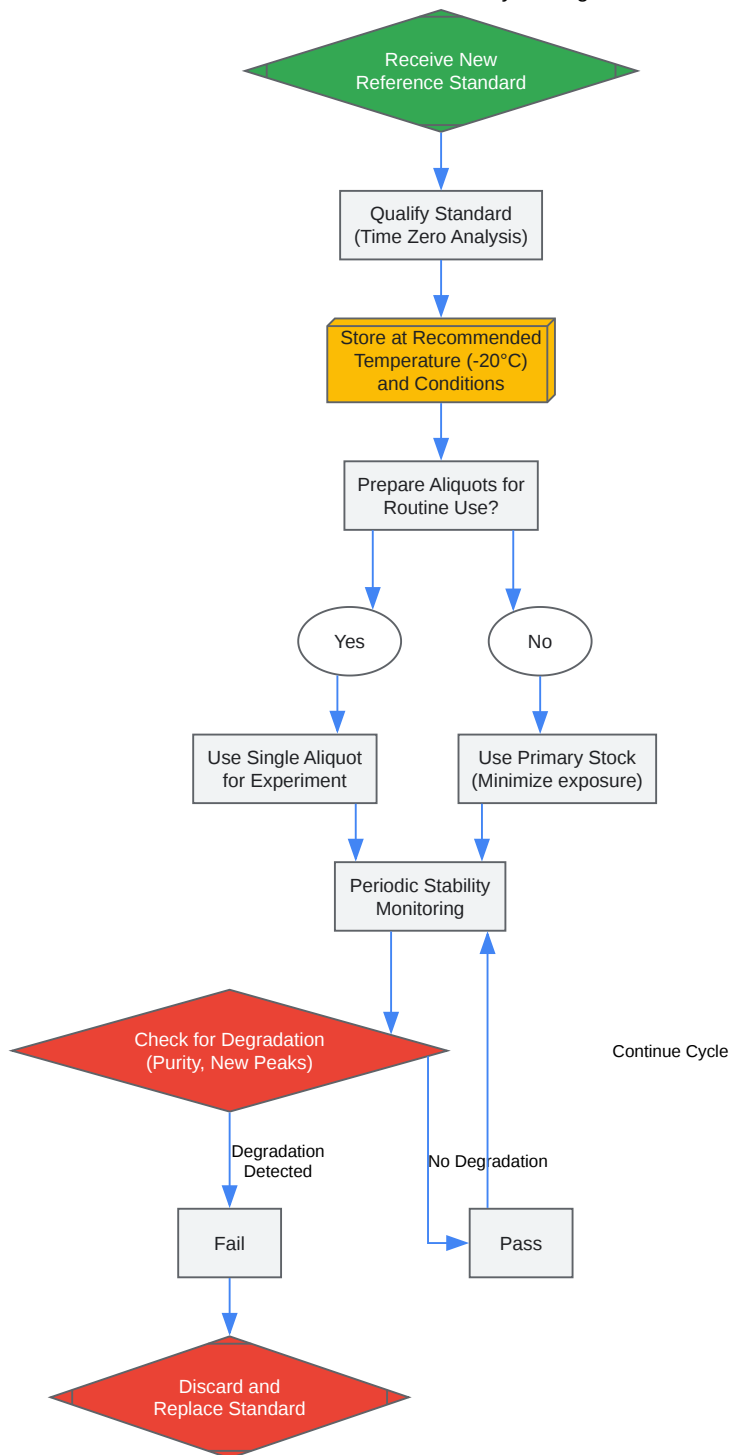 Receive New
Reference Standard
Qualify Standard
(Time Zero Analysis)
Store at Recommended
Temperature (-20°C)
and Conditions
Prepare Aliquots for
Routine Use?
Yes
No
Use Single Aliquot
for Experiment
Use Primary Stock
(Minimize exposure)
Periodic Stability
Monitoring
Check for Degradation
(Purity, New Peaks)
Continue Cycle
Degradation
Detected
No Degradation
Fail
Pass
Discard and
Replace Standard